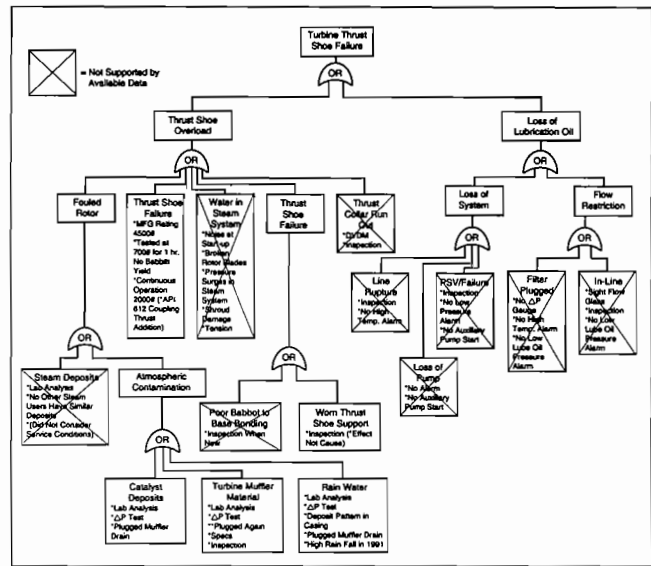 Turbine Thrust
Shoe Failure
OR
= Not Supported by
Available Data
Thrust Shoe
Overload
OR
Loss of
Lubrication Oil
OR
Fouled
Rotor
Thrust Shoe
Failure
*MFG Rating
4500#
*Tested at
700# for 1 hr.
No Babbitt
Yield
*Continuous
Operation
2000# (*API
612 Coupling
Thrust
Addition)
Water in
Steam
System
*Noise at
Start-up
*Broken
Rotor Blades
*Pressure
Surges in
Steam
System
*Shroud
Damage
Tension
Thrust
Shoe
Failure
Thrust
Collar Run
Out
Inspection
Loss of
System
OR
Flow
Restriction
OR
Line
Rupture
*Inspection
*No High
Temp. Alarm
Loss of
Pump
*No Alarm
*No Auxiliary
Pump Start
PSV/Failure
*Inspection
*No Low
Pressure
Alarm
*No Auxiliary
Pump Start
Filter
Plugged
*No △P
Gauge
*No High
Temp. Alarm
*No Low
Lube Oil
Pressure
Alarm
In-Line
*Sight Flow
Glass
*Inspection
*No Low
Lube Oil
Pressure
Alarm
OR
Steam Deposits
*Lab Analysis
*No Other Steam
Users Have Similar
Deposits
*(Did Not Consider
Service Conditions)
Atmospheric
Contamination
OR
OR
Poor Babbot to
Base Bonding
*Inspection When
New
Worn Thrust
Shoe Support
*Inspection (*Effect
Not Cause)
Catalyst
Deposits
*Lab Analysis
*△P Test
*Plugged Muffler
Drain
Turbine Muffler
Material
*Lab Analysis
*△P Test
**Plugged Again
*Specs
*Inspection
Rain Water
*Lab Analysis
*△P Test
*Deposit Pattern in
Casing
*Plugged Muffler Drain
*High Rain Fall in 1991